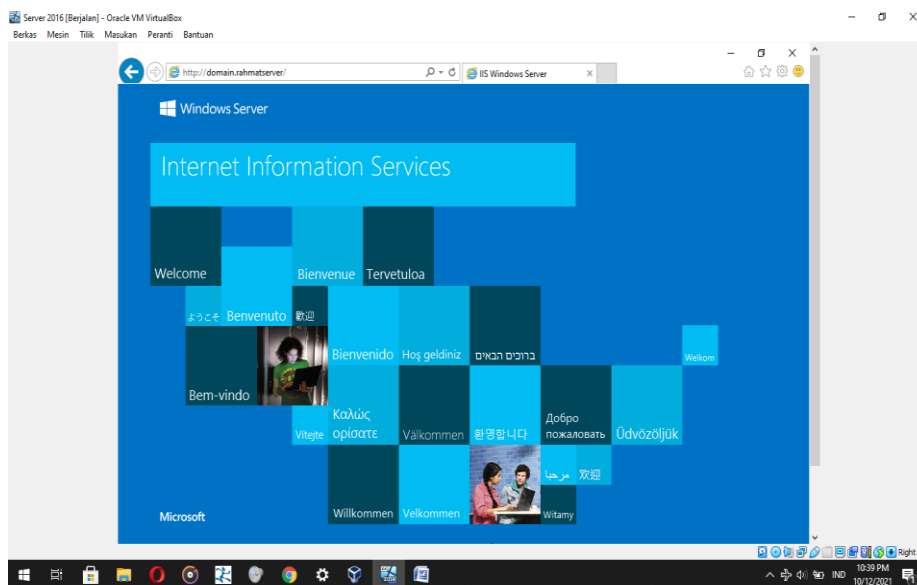 Server 2016 [Berjalan] - Oracle VM VirtualBox
Berkas Mesin Tilik Masukan Peranti Bantuan
http://domain.rahmatserver/
IIS Windows Server
Windows Server
Internet Information Services
Welcome
Bienvenue
Tervetuloa
ようこそ
Benvenuto
歡迎
Bienvenido
Hoş geldiniz
ברוכים הבאים
Welkom
Bem-vindo
Vítejte
Καλώς
ορίσατε
Välkommen
환영합니다
Добро
пожаловать
Üdvözöljük
مرحبا
欢迎
Willkommen
Velkommen
Witamy
Microsoft
Right
IND
10:39 PM
10/12/2021